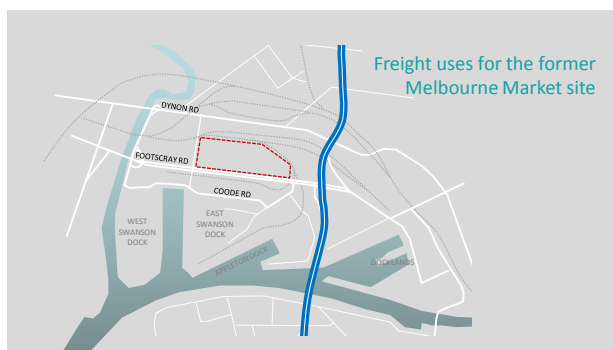 Freight uses for the former
Melbourne Market site
DYNON RD
FOOTSCRAY RD
COODE RD
WEST
SWANSON
DOCK
EAST
SWANSON
DOCK
APPLETON DOCK
DOCKLANDS